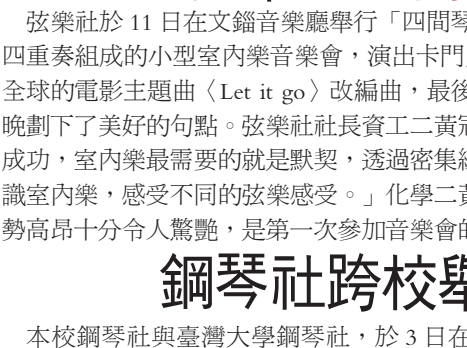 弦樂社於 11 日在文錙音樂廳舉行「四間琴
四重奏組成的小型室內樂音樂會，演出卡門
全球的電影主題曲〈Let it go〉改編曲，最後
晚劃下了美好的句點。弦樂社社長資工二黃冠
成功，室內樂最需要的就是默契，透過密集
識室內樂，感受不同的弦樂感受。」化學二
勢高昂十分令人驚艷，是第一次參加音樂會的
鋼琴社跨校舉
本校鋼琴社與臺灣大學鋼琴社，於 3 日在